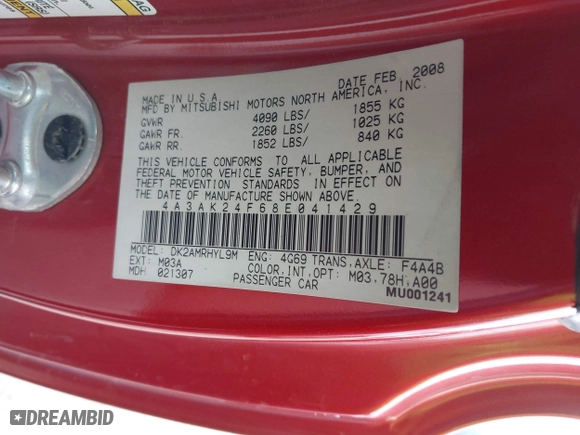 MADE IN U.S.A. DATE FEB, 2008
MFD BY MITSUBISHI MOTORS NORTH AMERICA, INC.
GVWR 4090 LBS/ 1855 KG
GAWR FR. 2260 LBS/ 1025 KG
GAWR RR. 1852 LBS/ 840 KG
THIS VEHICLE CONFORMS TO ALL APPLICABLE
FEDERAL MOTOR VEHICLE SAFETY, BUMPER, AND
THEFT PREVENTION STANDARDS IN EFFECT ON
THE DATE OF MANUFACTURE SHOWN ABOVE.
4A3AK24F68E041429
MODEL: DK2AMRHYL9M ENG: 4G69 TRANS,AXLE: F4A4B
EXT: M03A COLOR,INT,OPT: M03,78H,A00
MDH 021307 PASSENGER CAR
MU001241
DREAMBID